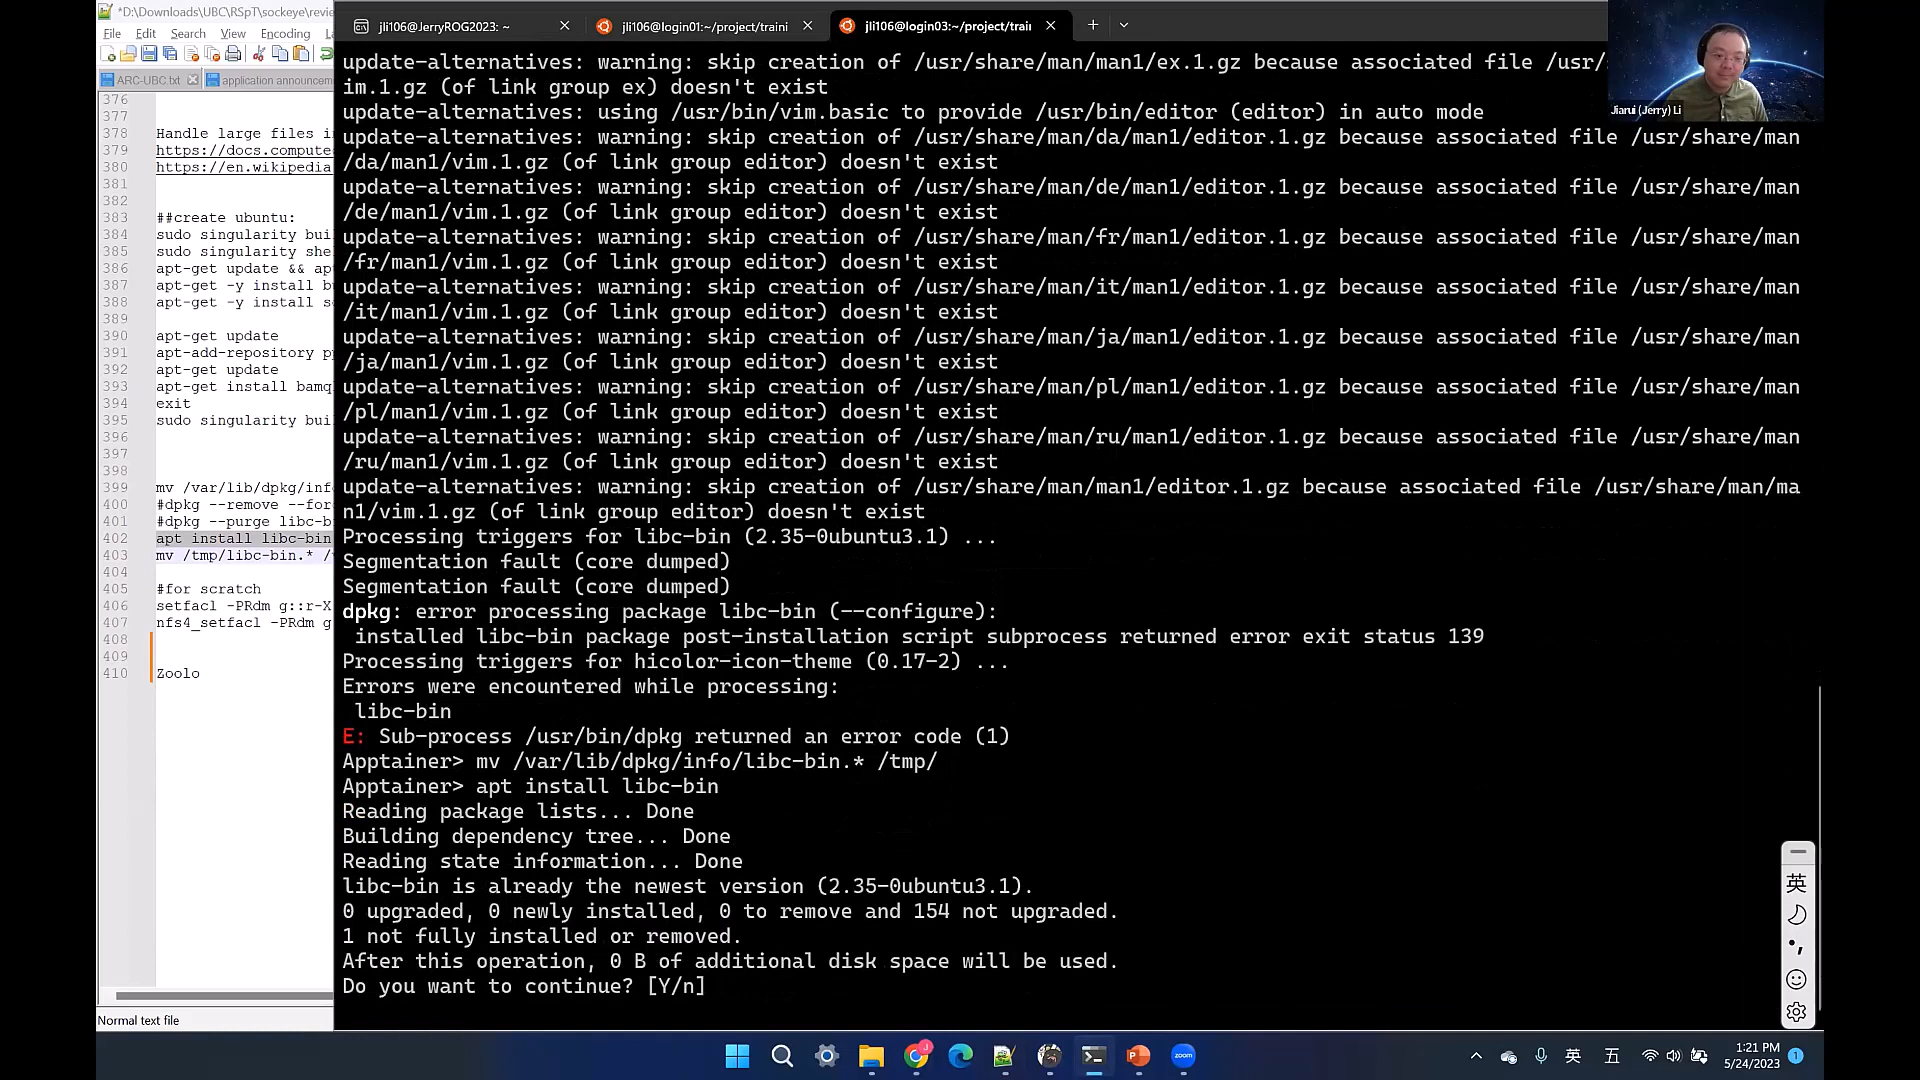 *D:\Downloads\UBC\RSpT\sockeye\revie
File Edit Search View Encoding
ARC-UBC.txt
application announcem
376
377
378 Handle large files i
379 https://docs.compute
380 https://en.wikipedia
381
382
383 ##create ubuntu:
384 sudo singularity bui
385 sudo singularity she
386 apt-get update && ap
387 apt-get -y install b
388 apt-get -y install s
389
390 apt-get update
391 apt-add-repository p
392 apt-get update
393 apt-get install bamq
394 exit
395 sudo singularity bui
396
397
398
399 mv /var/lib/dpkg/inf
400 #dpkg --remove --for
401 #dpkg --purge libc-b
402 apt install libc-bin
403 mv /tmp/libc-bin.* /
404
405 #for scratch
406 setfacl -PRdm g::r-X
407 nfs4_setfacl -PRdm g
408
409
410 Zoolo
Normal text file
jli106@JerryROG2023: ~
jli106@login01:~/project/traini
jli106@login03:~/project/train
update-alternatives: warning: skip creation of /usr/share/man/man1/ex.1.gz because associated file /usr/s
im.1.gz (of link group ex) doesn't exist
update-alternatives: using /usr/bin/vim.basic to provide /usr/bin/editor (editor) in auto mode
update-alternatives: warning: skip creation of /usr/share/man/da/man1/editor.1.gz because associated file /usr/share/man
/da/man1/vim.1.gz (of link group editor) doesn't exist
update-alternatives: warning: skip creation of /usr/share/man/de/man1/editor.1.gz because associated file /usr/share/man
/de/man1/vim.1.gz (of link group editor) doesn't exist
update-alternatives: warning: skip creation of /usr/share/man/fr/man1/editor.1.gz because associated file /usr/share/man
/fr/man1/vim.1.gz (of link group editor) doesn't exist
update-alternatives: warning: skip creation of /usr/share/man/it/man1/editor.1.gz because associated file /usr/share/man
/it/man1/vim.1.gz (of link group editor) doesn't exist
update-alternatives: warning: skip creation of /usr/share/man/ja/man1/editor.1.gz because associated file /usr/share/man
/ja/man1/vim.1.gz (of link group editor) doesn't exist
update-alternatives: warning: skip creation of /usr/share/man/pl/man1/editor.1.gz because associated file /usr/share/man
/pl/man1/vim.1.gz (of link group editor) doesn't exist
update-alternatives: warning: skip creation of /usr/share/man/ru/man1/editor.1.gz because associated file /usr/share/man
/ru/man1/vim.1.gz (of link group editor) doesn't exist
update-alternatives: warning: skip creation of /usr/share/man/man1/editor.1.gz because associated file /usr/share/man/ma
n1/vim.1.gz (of link group editor) doesn't exist
Processing triggers for libc-bin (2.35-0ubuntu3.1) ...
Segmentation fault (core dumped)
Segmentation fault (core dumped)
dpkg: error processing package libc-bin (--configure):
installed libc-bin package post-installation script subprocess returned error exit status 139
Processing triggers for hicolor-icon-theme (0.17-2) ...
Errors were encountered while processing:
libc-bin
E: Sub-process /usr/bin/dpkg returned an error code (1)
Apptainer> mv /var/lib/dpkg/info/libc-bin.* /tmp/
Apptainer> apt install libc-bin
Reading package lists... Done
Building dependency tree... Done
Reading state information... Done
libc-bin is already the newest version (2.35-0ubuntu3.1).
0 upgraded, 0 newly installed, 0 to remove and 154 not upgraded.
1 not fully installed or removed.
After this operation, 0 B of additional disk space will be used.
Do you want to continue? [Y/n]
Jiarui (Jerry) Li
英
zoom
英
五
1:21 PM
5/24/2023
1